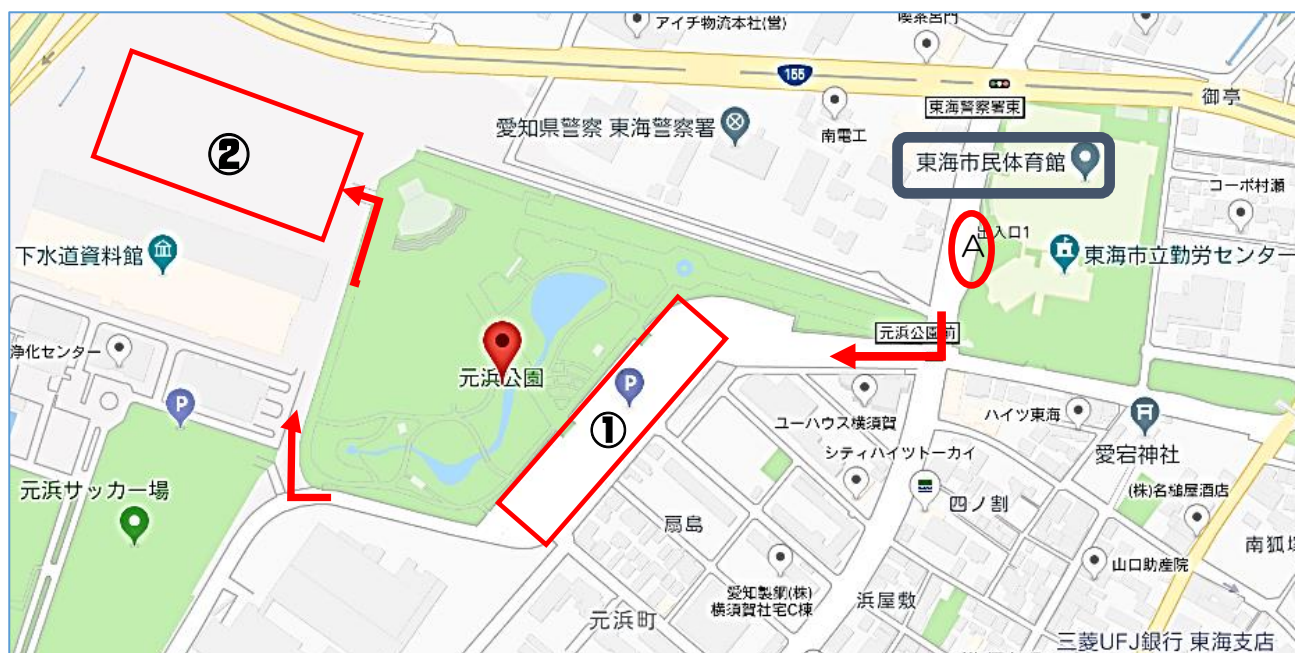 アイチ物流本社(営)
喫茶宮門
155
御亭
東海警察署東
愛知県警察 東海警察署
南電工
東海市民体育館
コーポ村瀬
②
出入口1
A
下水道資料館
東海市立勤労センター
元浜公園前
浄化センター
元浜公園
P
P
①
ユーハウス横須賀
ハイツ東海
シティハイツトーカイ
愛宕神社
元浜サッカー場
(株)名槌屋酒店
四ノ割
扇島
南狐塚
山口助産院
愛知製鋼(株)
横須賀社宅C棟
浜屋敷
元浜町
三菱UFJ銀行 東海支店